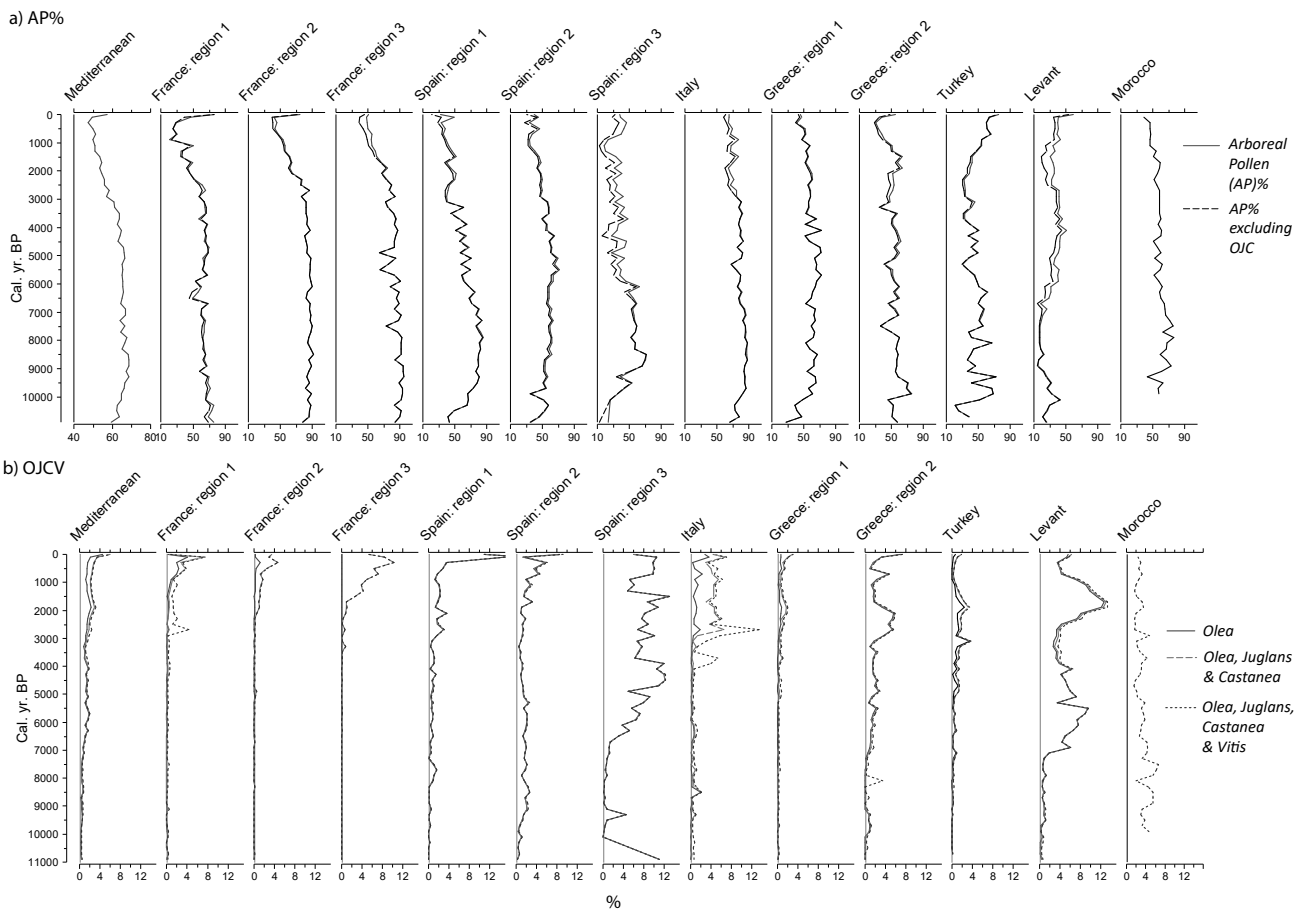 a) AP%
Mediterranean
France: region 1
France: region 2
France: region 3
Spain: region 1
Spain: region 2
Spain: region 3
Italy
Greece: region 1
Greece: region 2
Turkey
Levant
Morocco
Cal. yr. BP
0
1000
2000
3000
4000
5000
6000
7000
8000
9000
10000
40 60 80
10 50 90
10 50 90
10 50 90
10 50 90
10 50 90
10 50 90
10 50 90
10 50 90
10 50 90
10 50 90
10 50 90
10 50 90
Arboreal
Pollen
(AP)%
AP%
excluding
OJC
b) OJCV
Mediterranean
France: region 1
France: region 2
France: region 3
Spain: region 1
Spain: region 2
Spain: region 3
Italy
Greece: region 1
Greece: region 2
Turkey
Levant
Morocco
Cal. yr. BP
0
1000
2000
3000
4000
5000
6000
7000
8000
9000
10000
11000
0 4 8 12
0 4 8 12
0 4 8 12
0 4 8 12
0 4 8 12
0 4 8 12
0 4 8 12
0 4 8 12
0 4 8 12
0 4 8 12
0 4 8 12
0 4 8 12
0 4 8 12
%
Olea
Olea, Juglans
& Castanea
Olea, Juglans,
Castanea
& Vitis